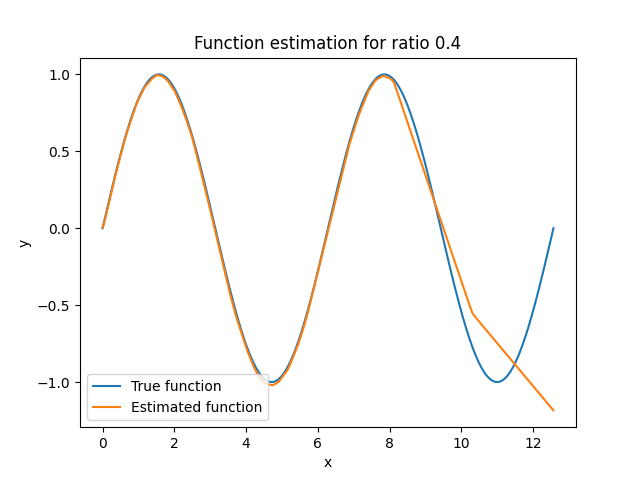 Function estimation for ratio 0.4
1.0
0.5
0.0
−0.5
−1.0
y
True function
Estimated function
0 2 4 6 8 10 12
x